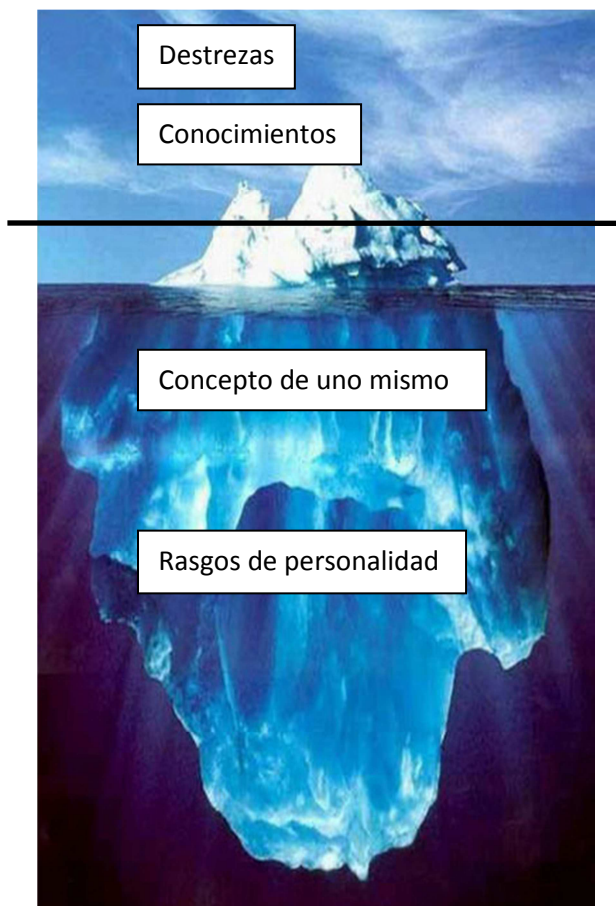 Destrezas
Conocimientos
Concepto de uno mismo
Rasgos de personalidad